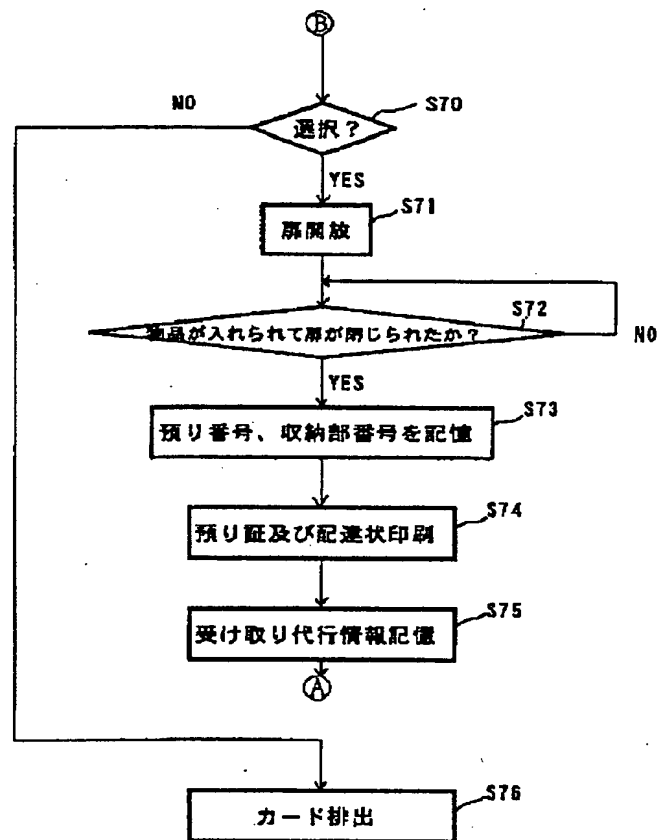 B
NO
S70
選択？
YES
S71
扉開放
S72
物品が入れられて扉が閉じられたか？
NO
YES
S73
預り番号、収納部番号を記憶
S74
預り証及び配達状印刷
S75
受け取り代行情報記憶
A
S76
カード排出